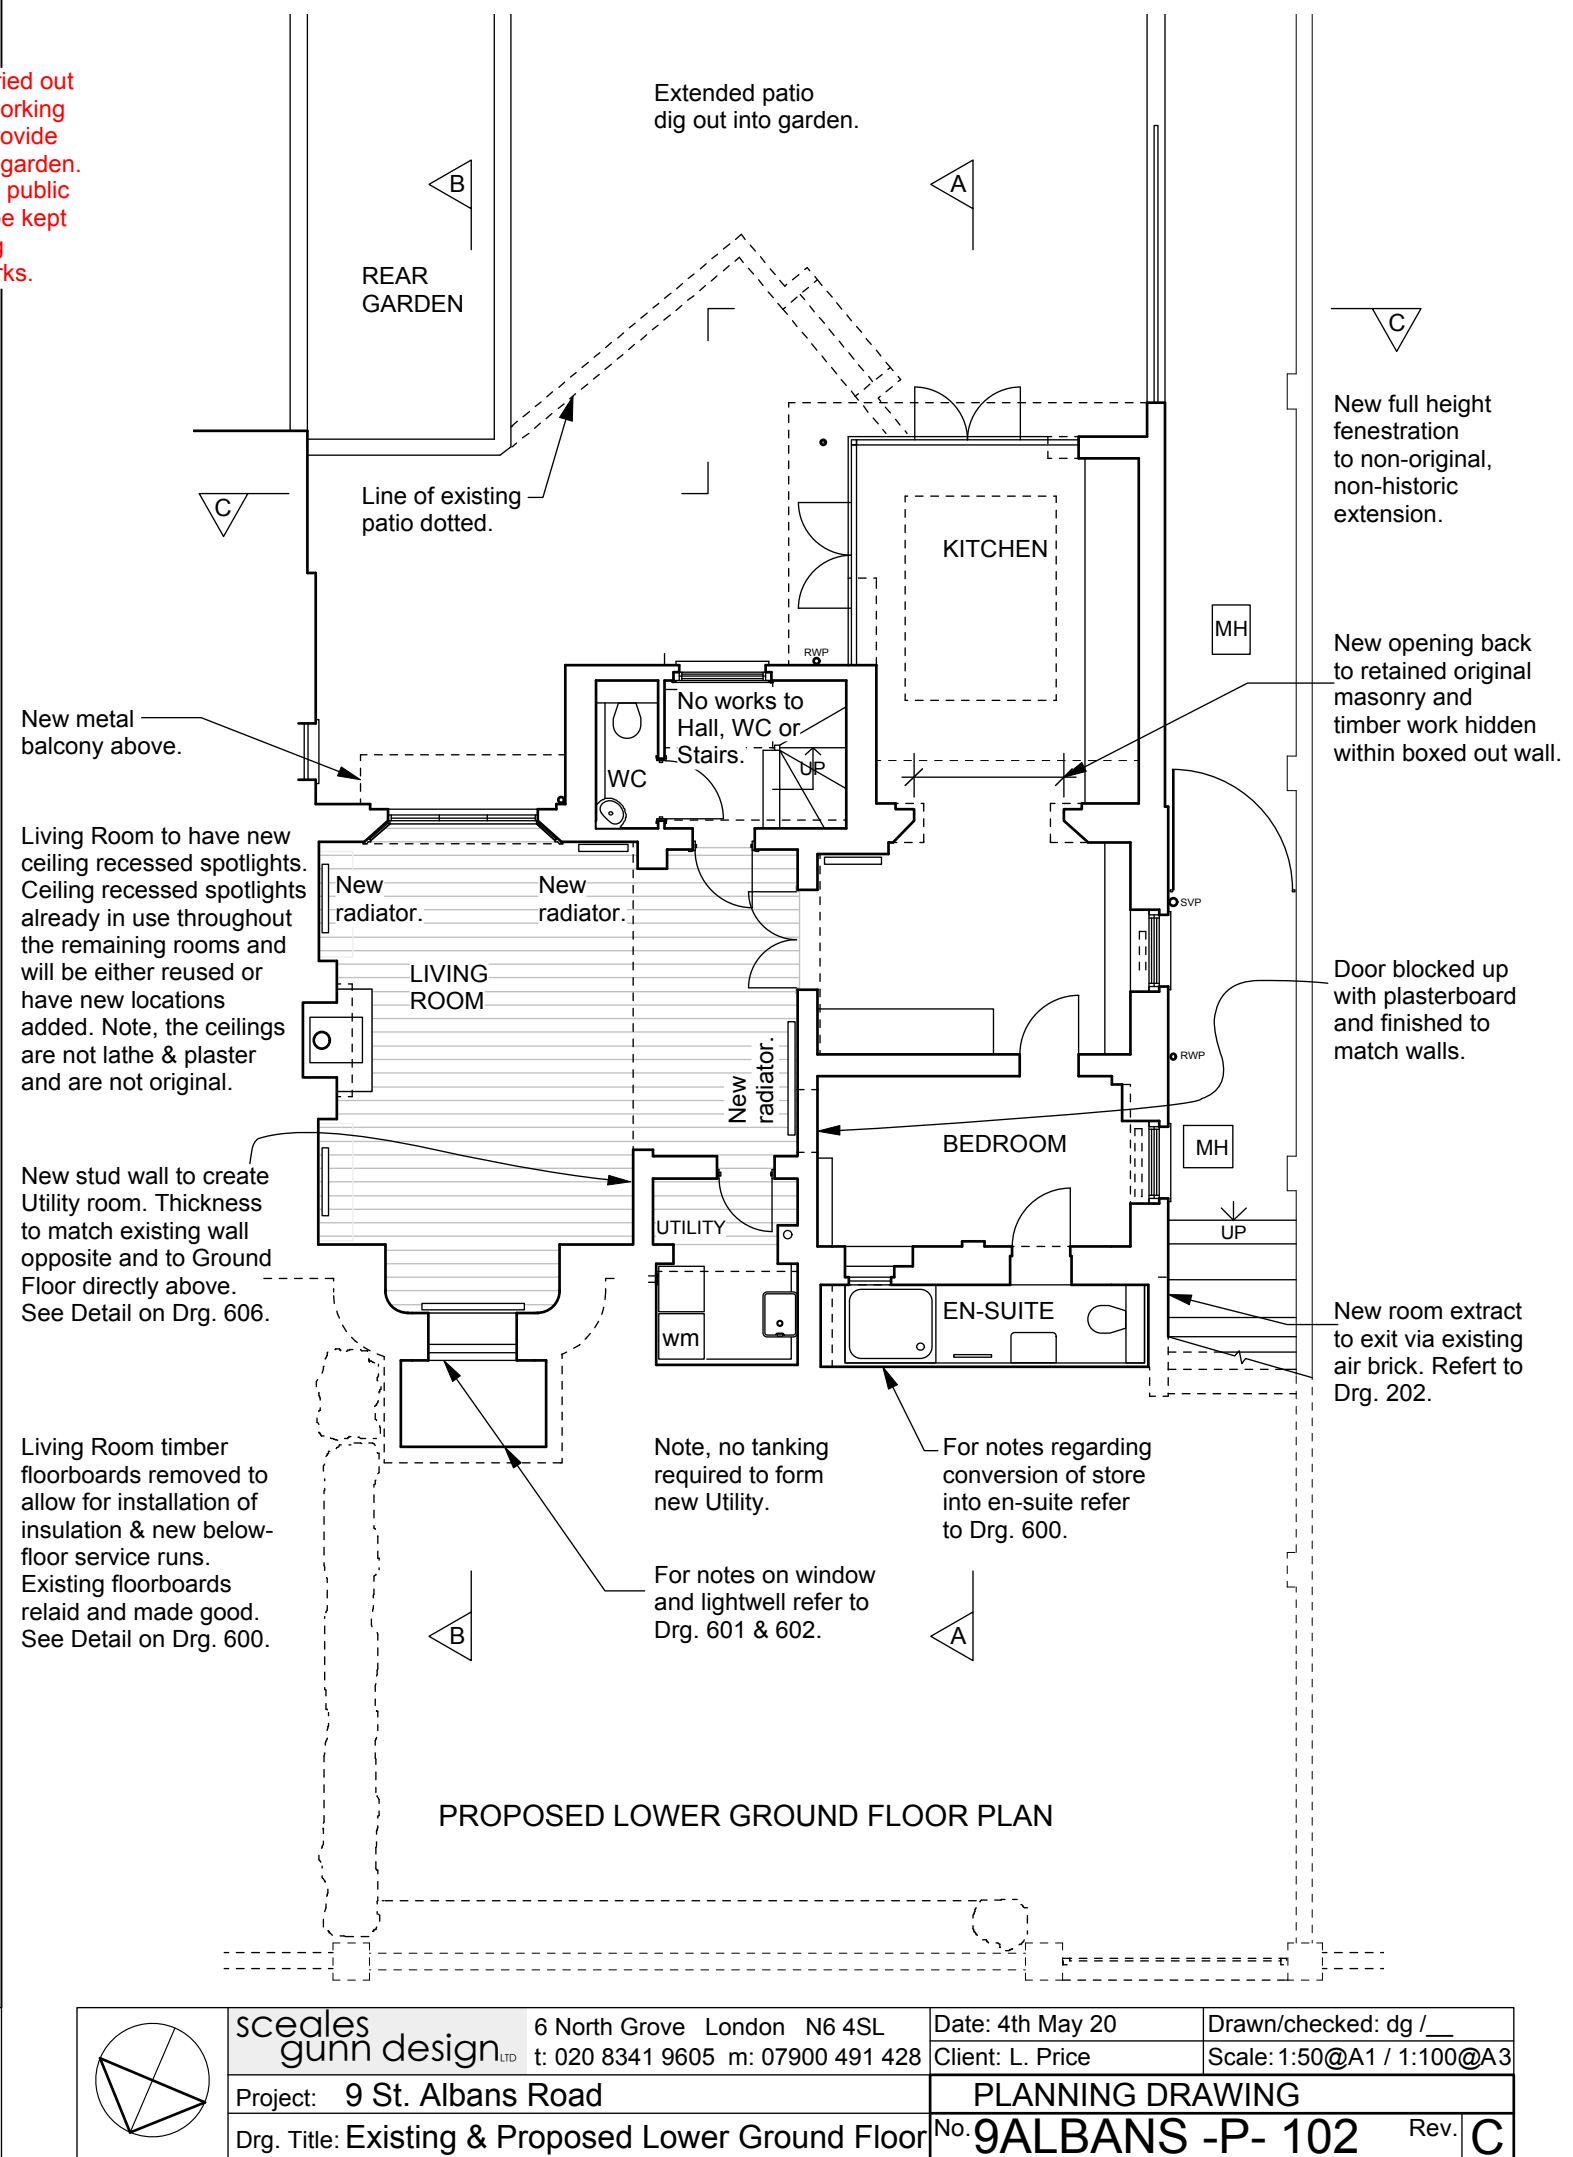 ried out
orking
ovide
garden.
public
e kept
g
rks.
Extended patio
dig out into garden.
B
A
REAR
GARDEN
C
New full height
fenestration
to non-original,
non-historic
extension.
Line of existing
patio dotted.
C
KITCHEN
MH
New opening back
to retained original
masonry and
timber work hidden
within boxed out wall.
RWP
No works to
Hall, WC or
Stairs.
UP
WC
New metal
balcony above.
Living Room to have new
ceiling recessed spotlights.
Ceiling recessed spotlights
already in use throughout
the remaining rooms and
will be either reused or
have new locations
added. Note, the ceilings
are not lathe & plaster
and are not original.
New
radiator.
New
radiator.
LIVING
ROOM
New
radiator.
SVP
Door blocked up
with plasterboard
and finished to
match walls.
RWP
BEDROOM
MH
New stud wall to create
Utility room. Thickness
to match existing wall
opposite and to Ground
Floor directly above.
See Detail on Drg. 606.
UTILITY
UP
EN-SUITE
wm
New room extract
to exit via existing
air brick. Refert to
Drg. 202.
Living Room timber
floorboards removed to
allow for installation of
insulation & new below-
floor service runs.
Existing floorboards
relaid and made good.
See Detail on Drg. 600.
Note, no tanking
required to form
new Utility.
For notes regarding
conversion of store
into en-suite refer
to Drg. 600.
For notes on window
and lightwell refer to
Drg. 601 & 602.
B
A
PROPOSED LOWER GROUND FLOOR PLAN
sceales
gunn design LTD
6 North Grove London N6 4SL
t: 020 8341 9605 m: 07900 491 428
Date: 4th May 20
Drawn/checked: dg /__
Client: L. Price
Scale: 1:50@A1 / 1:100@A3
Project: 9 St. Albans Road
PLANNING DRAWING
Drg. Title: Existing & Proposed Lower Ground Floor
No. 9ALBANS -P- 102 Rev. C